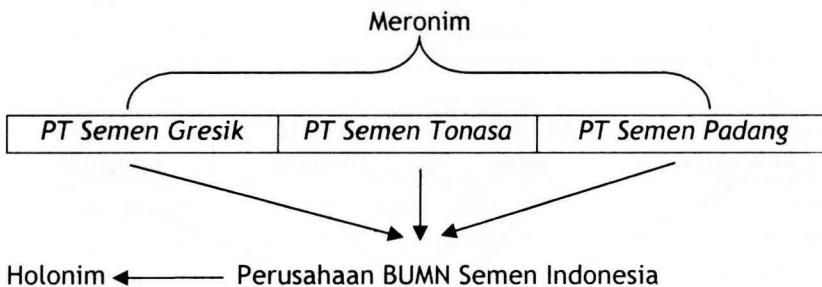 Meronim
PT Semen Gresik PT Semen Tonasa PT Semen Padang
Holonim Perusahaan BUMN Semen Indonesia